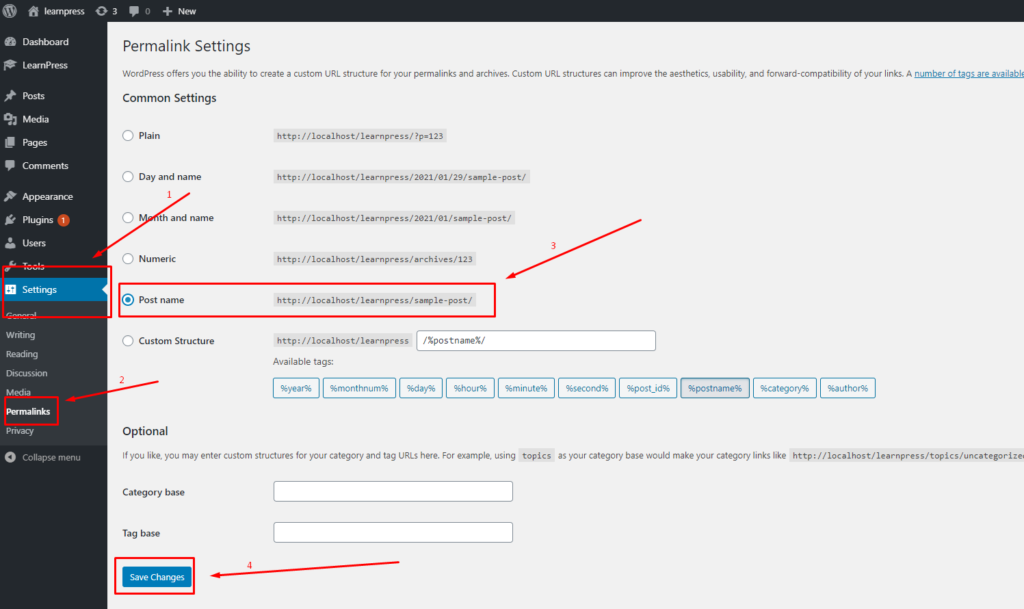 learnpress 3 0 New
Dashboard
LearnPress
Posts
Media
Pages
Comments
Appearance
Plugins 1
Users
Tools
Settings
General
Writing
Reading
Discussion
Media
Permalinks
Privacy
Collapse menu
Permalink Settings
WordPress offers you the ability to create a custom URL structure for your permalinks and archives. Custom URL structures can improve the aesthetics, usability, and forward-compatibility of your links. A number of tags are available
Common Settings
Plain http://localhost/learnpress/?p=123
Day and name http://localhost/learnpress/2021/01/29/sample-post/
1
Month and name http://localhost/learnpress/2021/01/sample-post/
3
Numeric http://localhost/learnpress/archives/123
Post name http://localhost/learnpress/sample-post/
Custom Structure http://localhost/learnpress /%postname%/
Available tags:
2
%year% %monthnum% %day% %hour% %minute% %second% %post_id% %postname% %category% %author%
Optional
If you like, you may enter custom structures for your category and tag URLs here. For example, using topics as your category base would make your category links like http://localhost/learnpress/topics/uncategorized
Category base
Tag base
4
Save Changes